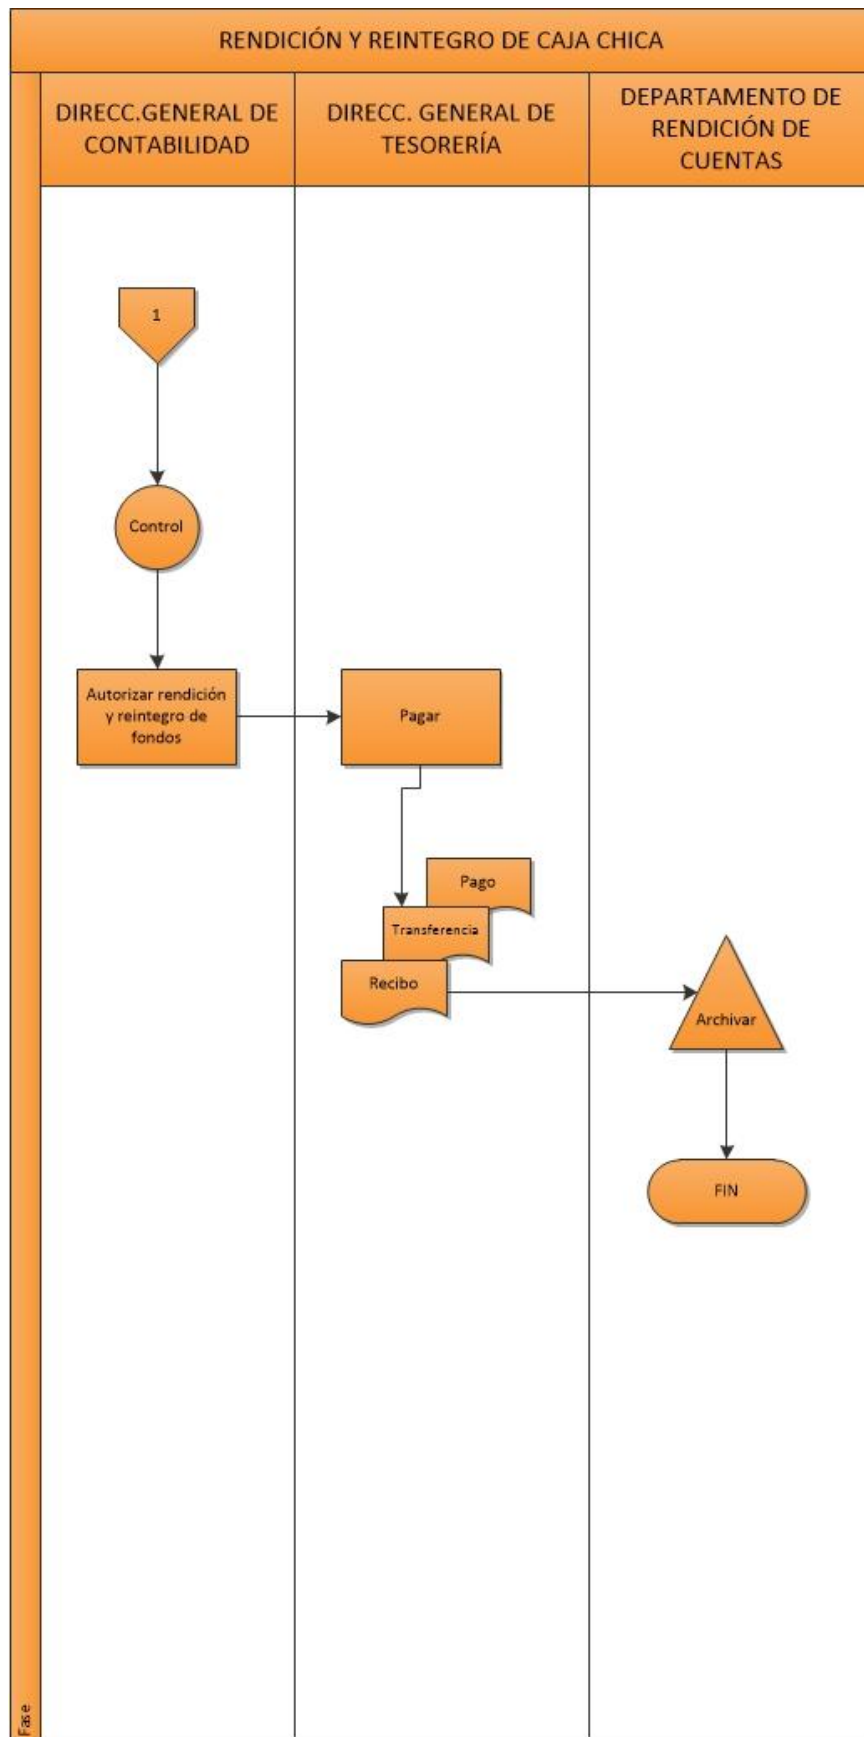 RENDICIÓN Y REINTEGRO DE CAJA CHICA
DIRECC.GENERAL DE
CONTABILIDAD
DIRECC. GENERAL DE
TESORERÍA
DEPARTAMENTO DE
RENDICIÓN DE
CUENTAS
1
Control
Autorizar rendición
y reintegro de
fondos
Pagar
Pago
Transferencia
Recibo
Archivar
FIN
Fase